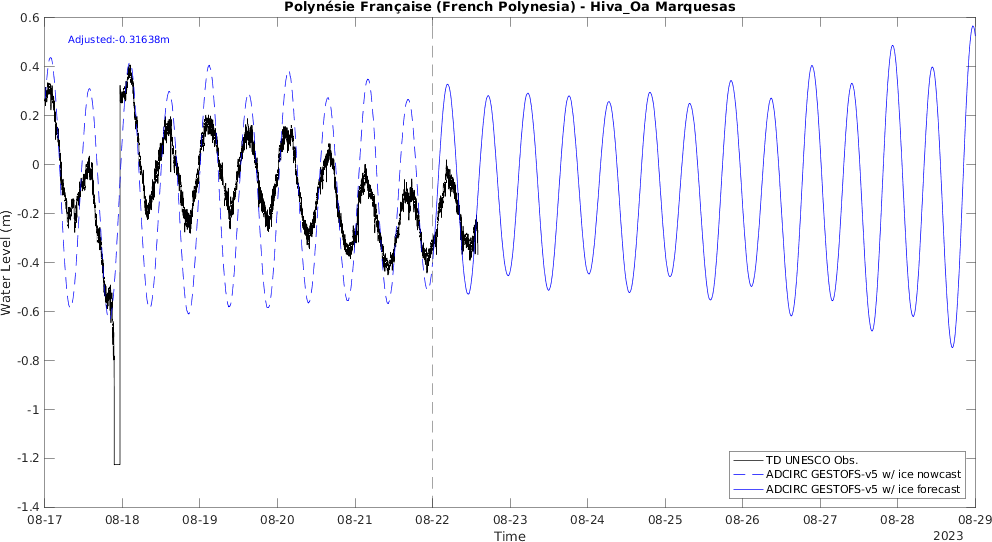 Polynésie Française (French Polynesia) - Hiva_Oa Marquesas
Adjusted:-0.31638m
0.6
0.4
0.2
0
-0.2
-0.4
-0.6
-0.8
-1
-1.2
-1.4
Water Level (m)
TD UNESCO Obs.
ADCIRC GESTOFS-v5 w/ ice nowcast
ADCIRC GESTOFS-v5 w/ ice forecast
08-17 08-18 08-19 08-20 08-21 08-22 08-23 08-24 08-25 08-26 08-27 08-28 08-29
Time
2023